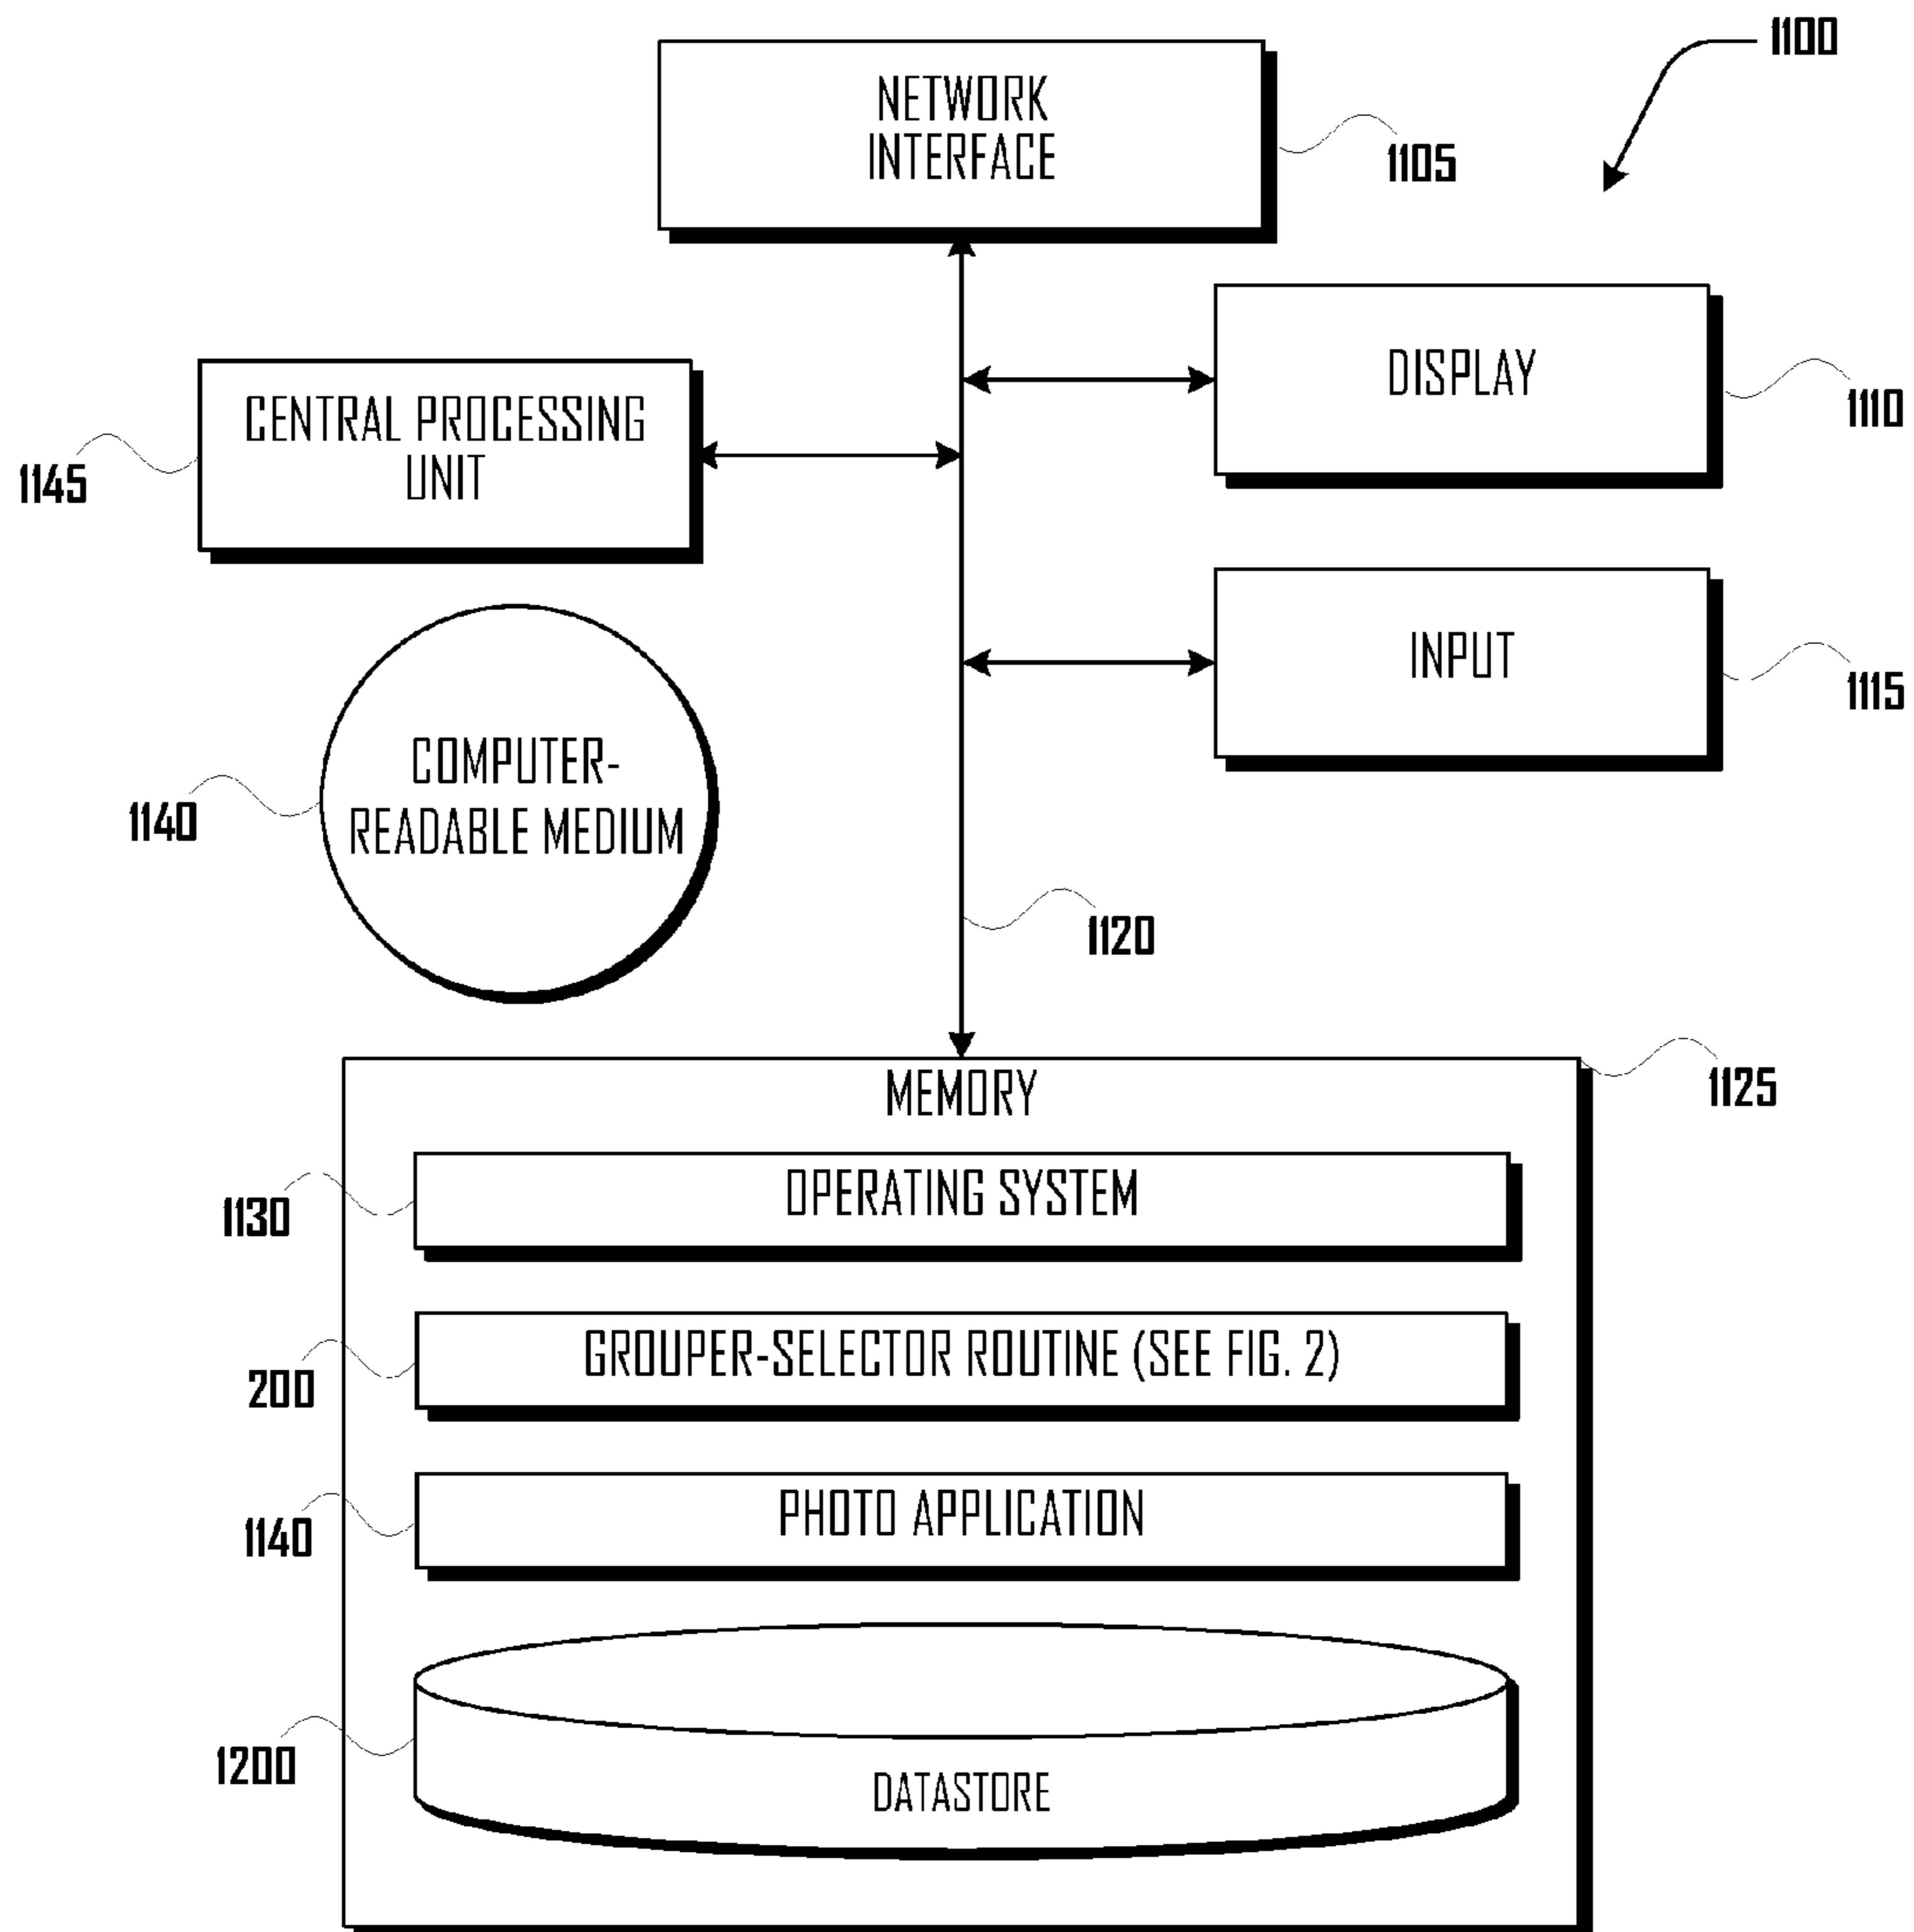 1100
NETWORK
INTERFACE
1105
DISPLAY
1110
CENTRAL PROCESSING
UNIT
1145
INPUT
1115
COMPUTER-
READABLE MEDIUM
1140
1120
MEMORY
1125
OPERATING SYSTEM
1130
GROUPER-SELECTOR ROUTINE (SEE FIG. 2)
200
PHOTO APPLICATION
1140
1200
DATASTORE